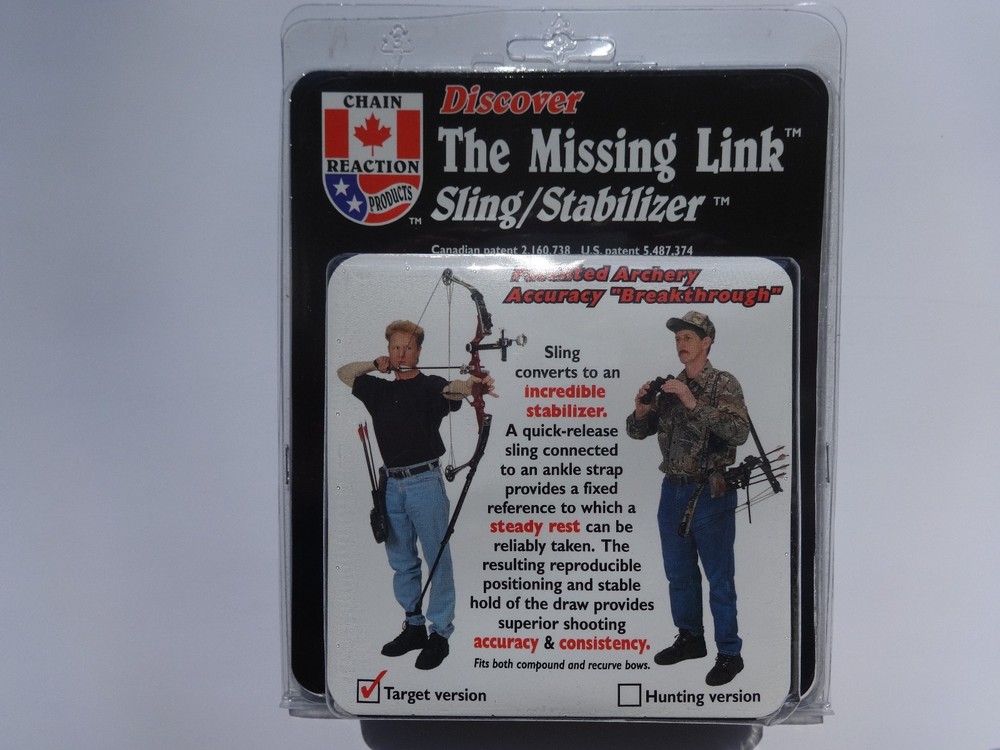 CHAIN
REACTION
PRODUCTS
TM
Discover
The Missing Link™
Sling/Stabilizer ™
Canadian patent 2,160,738 U.S. patent 5,487,374
Patented Archery
Accuracy "Breakthrough"
Sling
converts to an
incredible
stabilizer.
A quick-release
sling connected
to an ankle strap
provides a fixed
reference to which a
steady rest can be
reliably taken. The
resulting reproducible
positioning and stable
hold of the draw provides
superior shooting
accuracy & consistency.
Fits both compound and recurve bows.
Target version
Hunting version